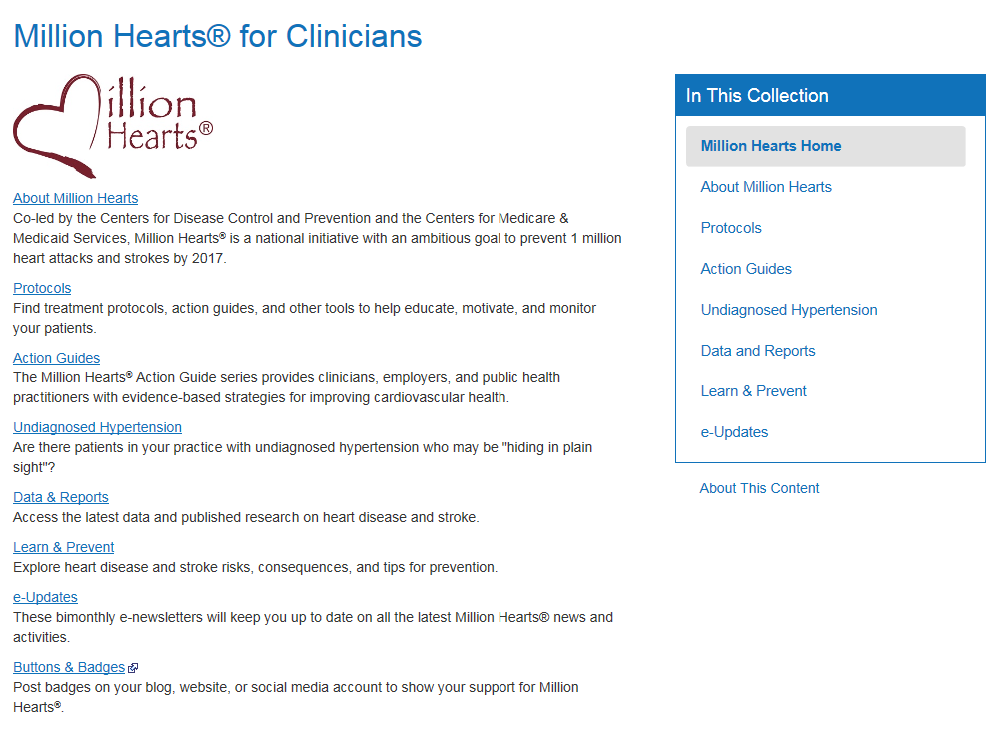 Million Hearts® for Clinicians
Million
Hearts®
About Million Hearts
Co-led by the Centers for Disease Control and Prevention and the Centers for Medicare &
Medicaid Services, Million Hearts® is a national initiative with an ambitious goal to prevent 1 million
heart attacks and strokes by 2017.
Protocols
Find treatment protocols, action guides, and other tools to help educate, motivate, and monitor
your patients.
Action Guides
The Million Hearts® Action Guide series provides clinicians, employers, and public health
practitioners with evidence-based strategies for improving cardiovascular health.
Undiagnosed Hypertension
Are there patients in your practice with undiagnosed hypertension who may be "hiding in plain
sight"?
Data & Reports
Access the latest data and published research on heart disease and stroke.
Learn & Prevent
Explore heart disease and stroke risks, consequences, and tips for prevention.
e-Updates
These bimonthly e-newsletters will keep you up to date on all the latest Million Hearts® news and
activities.
Buttons & Badges
Post badges on your blog, website, or social media account to show your support for Million
Hearts®.
In This Collection
Million Hearts Home
About Million Hearts
Protocols
Action Guides
Undiagnosed Hypertension
Data and Reports
Learn & Prevent
e-Updates
About This Content